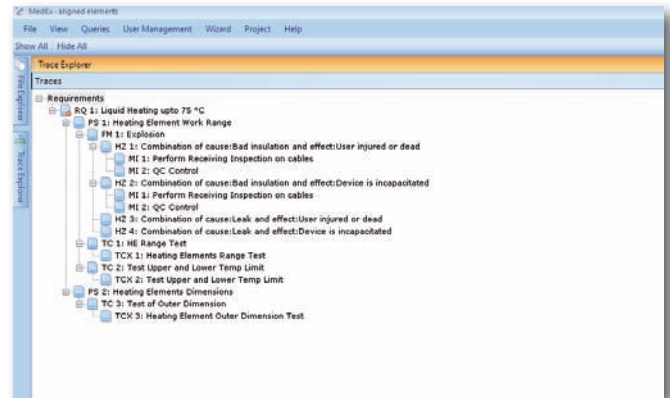 MedEx - aligned elements
File View Queries User Management Wizard Project Help
Show All Hide All
Trace Explorer
Traces
File Explorer
Trace Explorer
Requirements
RQ 1: Liquid Heating upto 75 °C
PS 1: Heating Element Work Range
FM 1: Explosion
HZ 1: Combination of cause:Bad insulation and effect:User injured or dead
MI 1: Perform Receiving Inspection on cables
MI 2: QC Control
HZ 2: Combination of cause:Bad insulation and effect:Device is incapacitated
MI 1: Perform Receiving Inspection on cables
MI 2: QC Control
HZ 3: Combination of cause:Leak and effect:User injured or dead
HZ 4: Combination of cause:Leak and effect:Device is incapacitated
TC 1: HE Range Test
TCX 1: Heating Elements Range Test
TC 2: Test Upper and Lower Temp Limit
TCX 2: Test Upper and Lower Temp Limit
PS 2: Heating Elements Dimensions
TC 3: Test of Outer Dimension
TCX 3: Heating Element Outer Dimension Test